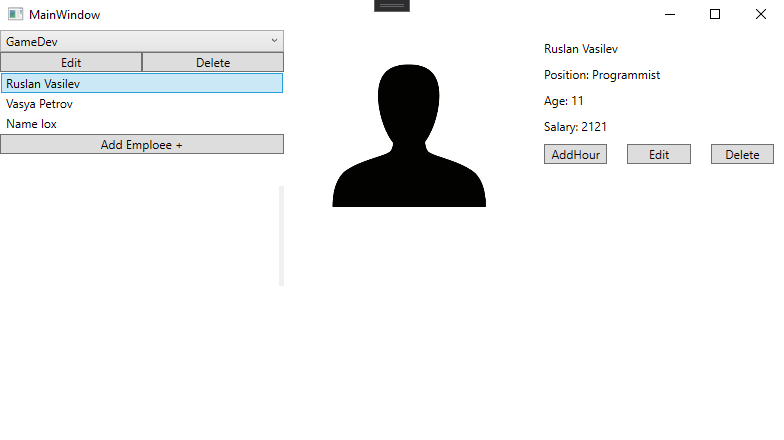 MainWindow
GameDev
Edit Delete
Ruslan Vasilev
Vasya Petrov
Name lox
Add Emploee +
Ruslan Vasilev
Position: Programmist
Age: 11
Salary: 2121
AddHour Edit Delete